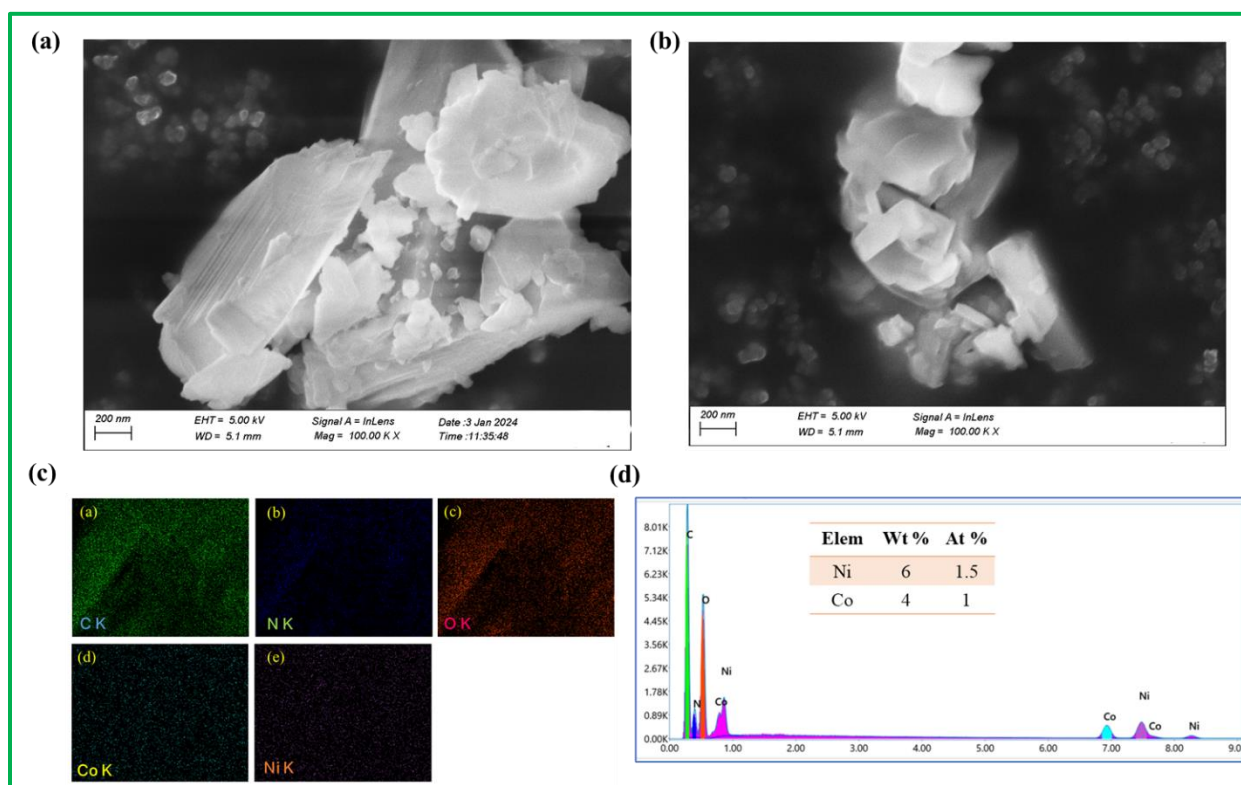 (a)
200 nm
EHT = 5.00 kV
Signal A = InLens
Date :3 Jan 2024
WD = 5.1 mm
Mag = 100.00 K X
Time :11:35:48
(b)
200 nm
EHT = 5.00 kV
Signal A = InLens
WD = 5.1 mm
Mag = 100.00 K X
(c)
(a)
C K
(b)
N K
(c)
O K
(d)
Co K
(e)
Ni K
(d)
8.01K
7.12K
6.23K
5.34K
4.45K
3.56K
2.67K
1.78K
0.89K
0.00K
C
N
O
Co
Ni
Co
Ni
Co
Ni
0.00
1.00
2.00
3.00
4.00
5.00
6.00
7.00
8.00
Elem Wt % At %
Ni 6 1.5
Co 4 1